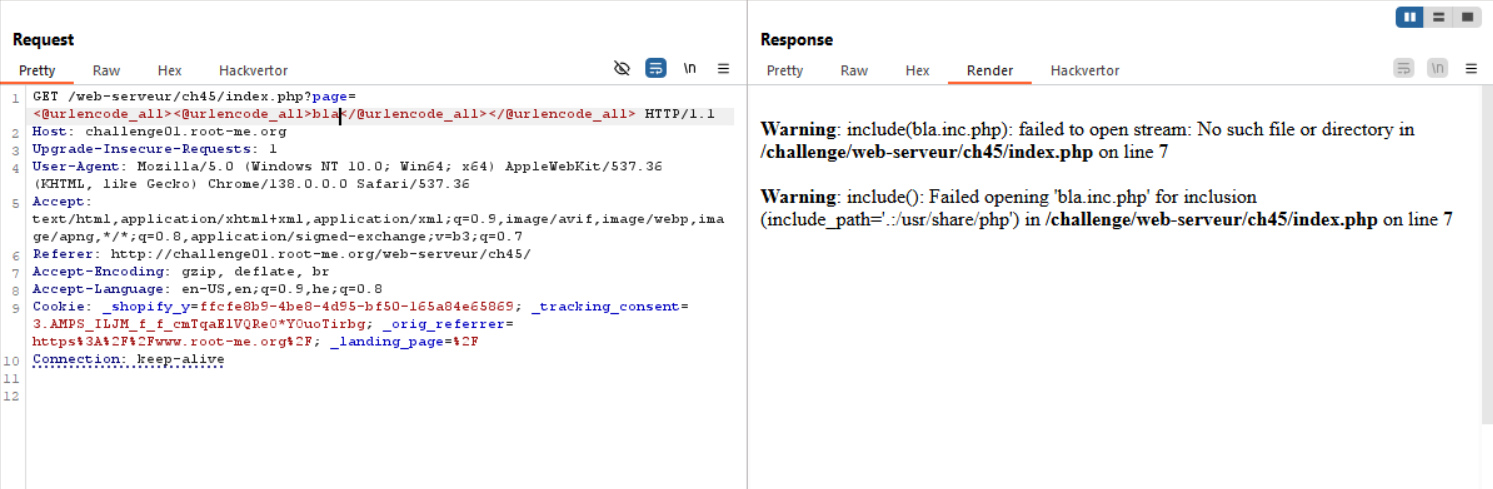 Request
Pretty Raw Hex Hackvertor \n
1 GET /web-serveur/ch45/index.php?page=
<@urlencode_all><@urlencode_all>bla</@urlencode_all></@urlencode_all> HTTP/1.1
2 Host: challenge01.root-me.org
3 Upgrade-Insecure-Requests: 1
4 User-Agent: Mozilla/5.0 (Windows NT 10.0; Win64; x64) AppleWebKit/537.36
(KHTML, like Gecko) Chrome/138.0.0.0 Safari/537.36
5 Accept:
text/html,application/xhtml+xml,application/xml;q=0.9,image/avif,image/webp,ima
ge/apng,*/*;q=0.8,application/signed-exchange;v=b3;q=0.7
6 Referer: http://challenge01.root-me.org/web-serveur/ch45/
7 Accept-Encoding: gzip, deflate, br
8 Accept-Language: en-US,en;q=0.9,he;q=0.8
9 Cookie: _shopify_y=ffcfe8b9-4be8-4d95-bf50-165a84e65869; _tracking_consent=
3.AMPS_ILJM_f_f_cmTqaElVQRe0*Y0uoTirbg; _orig_referrer=
https%3A%2F%2Fwww.root-me.org%2F; _landing_page=%2F
10 Connection: keep-alive
11
12
Response
Pretty Raw Hex Render Hackvertor \n
Warning: include(bla.inc.php): failed to open stream: No such file or directory in
/challenge/web-serveur/ch45/index.php on line 7
Warning: include(): Failed opening 'bla.inc.php' for inclusion
(include_path='.:/usr/share/php') in /challenge/web-serveur/ch45/index.php on line 7